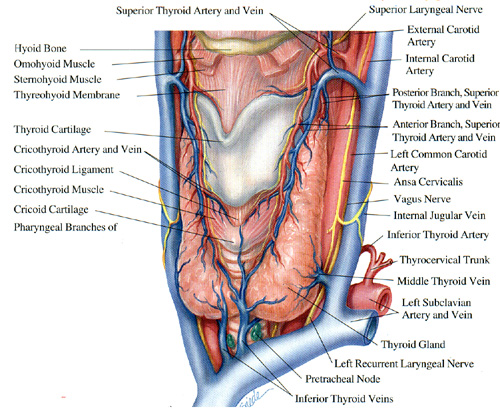 Superior Thyroid Artery and Vein
Superior Laryngeal Nerve
External Carotid
Artery
Internal Carotid
Artery
Posterior Branch, Superior
Thyroid Artery and Vein
Anterior Branch, Superior
Thyroid Artery and Vein
Left Common Carotid
Artery
Ansa Cervicalis
Vagus Nerve
Internal Jugular Vein
Inferior Thyroid Artery
Thyrocervical Trunk
Middle Thyroid Vein
Left Subclavian
Artery and Vein
Thyroid Gland
Left Recurrent Laryngeal Nerve
Pretracheal Node
Inferior Thyroid Veins
Hyoid Bone
Omohyoid Muscle
Sternohyoid Muscle
Thyreohyoid Membrane
Thyroid Cartilage
Cricothyroid Artery and Vein
Cricothyroid Ligament
Cricothyroid Muscle
Cricoid Cartilage
Pharyngeal Branches of